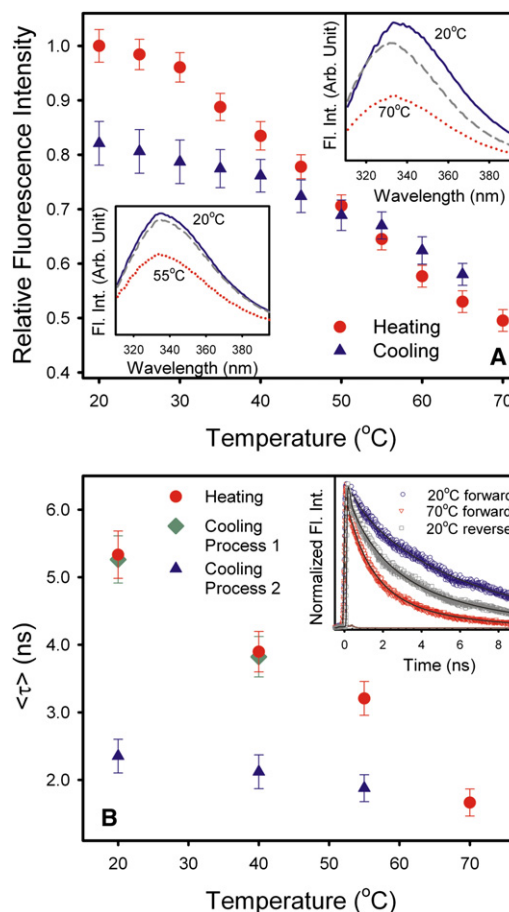 Relative Fluorescence Intensity
1.0
0.9
0.8
0.7
0.6
0.5
0.4
20 30 40 50 60 70
Temperature (°C)
Fl. Int. (Arb. Unit)
20°C
70°C
320 340 360 380
Wavelength (nm)
Fl. Int. (Arb. Unit)
20°C
55°C
320 340 360 380
Wavelength (nm)
Heating
Cooling
A
<τ> (ns)
6.0
5.0
4.0
3.0
2.0
20 30 40 50 60 70
Temperature (°C)
Heating
Cooling
Process 1
Cooling
Process 2
Normalized Fl. Int.
20°C forward
70°C forward
20°C reverse
0 2 4 6 8
Time (ns)
B